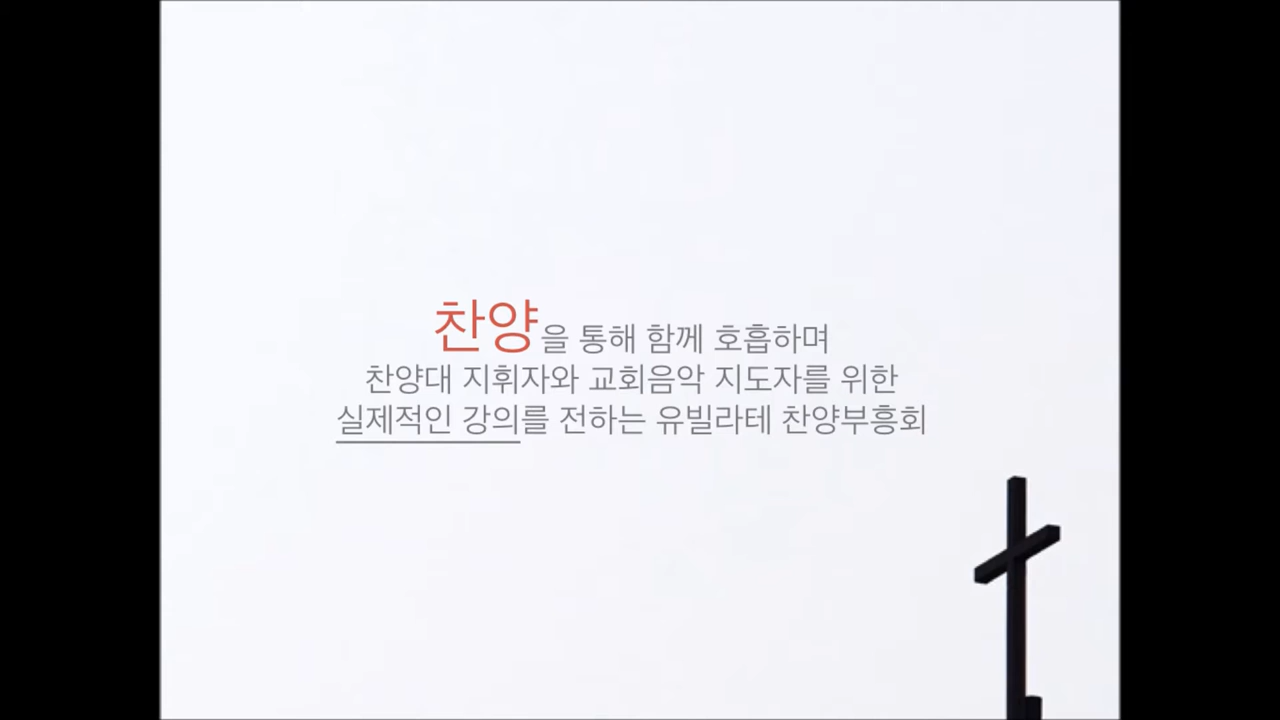 찬양을 통해 함께 호흡하며
찬양대 지휘자와 교회음악 지도자를 위한
실제적인 강의를 전하는 유빌라테 찬양부흥회